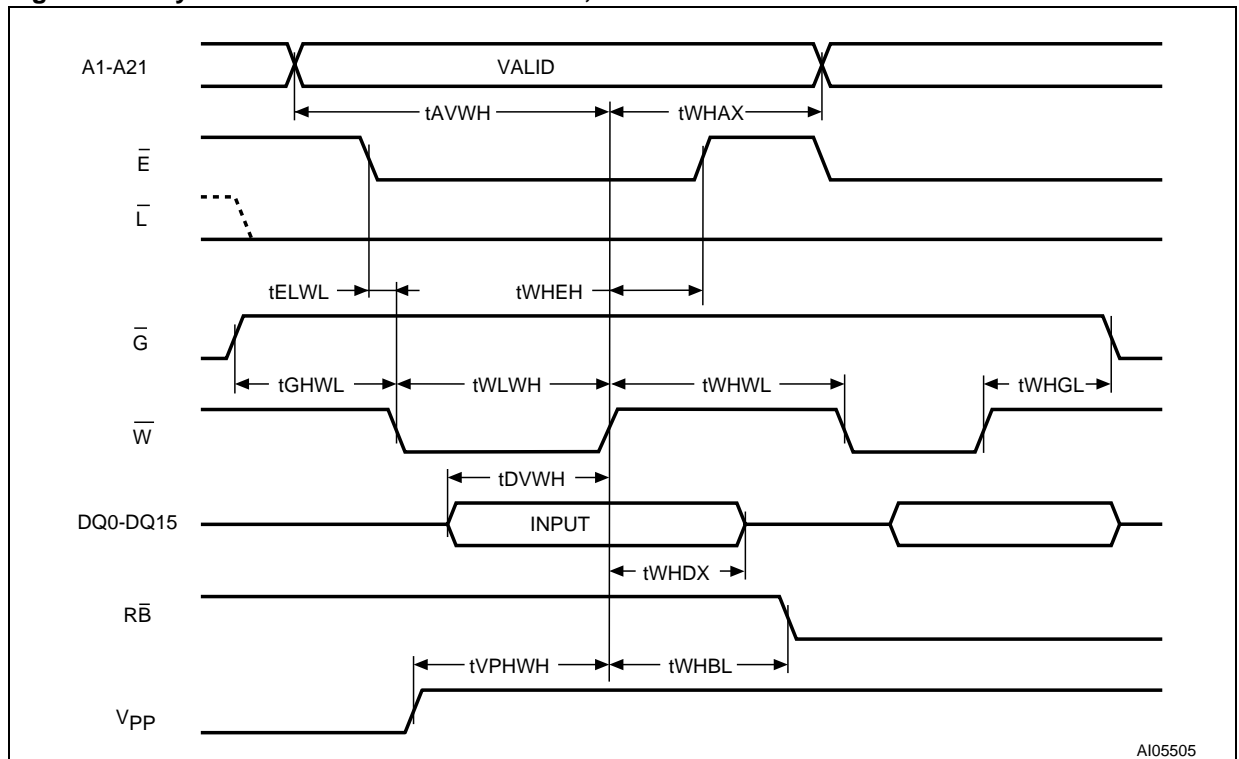 A1-A21
VALID
tAVWH
tWHAX
E̅
L̅
tELWL
tWHEH
G̅
tGHWL
tWLWH
tWHWL
tWHGL
W̅
tDVWH
DQ0-DQ15
INPUT
tWHDX
RB̅
tVPHWH
tWHBL
VPP
AI05505